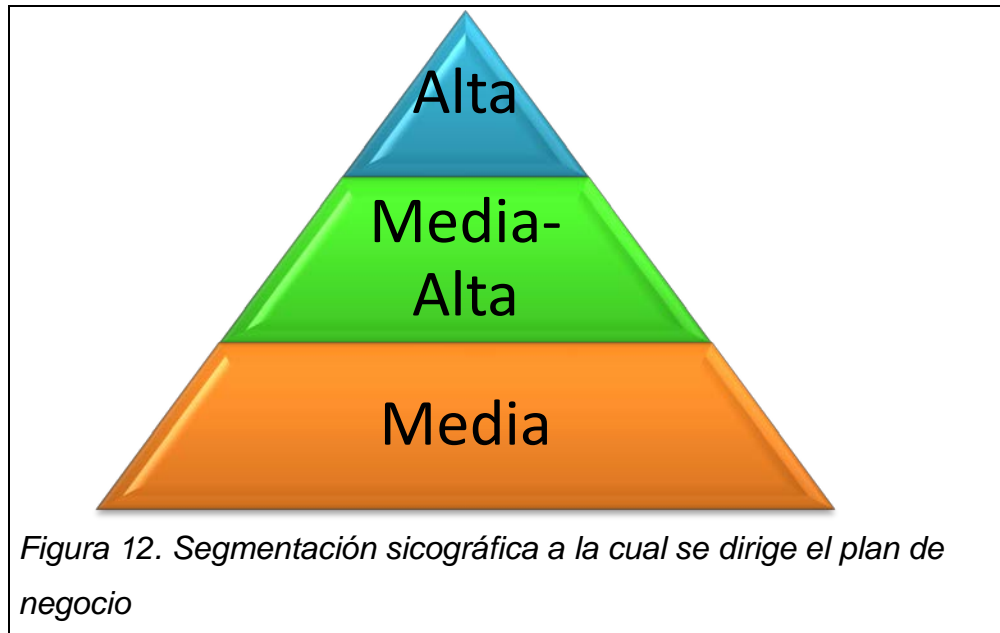 Alta
Media-
Alta
Media
Figura 12. Segmentación sicográfica a la cual se dirige el plan de
negocio